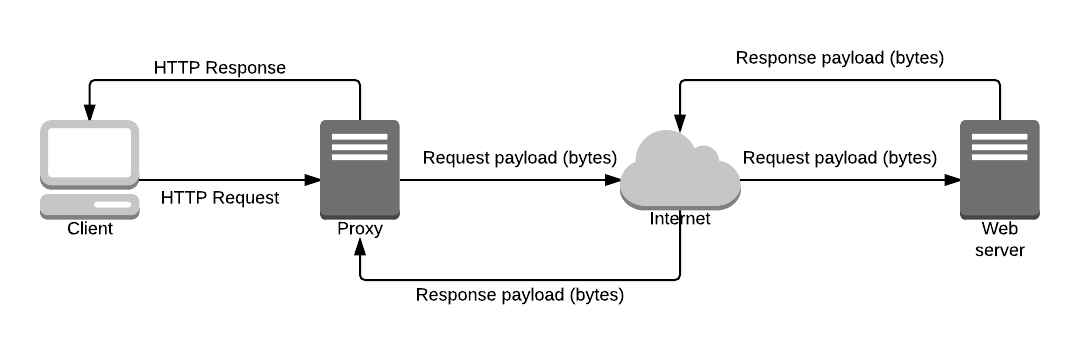 Response payload (bytes)
HTTP Response
Request payload (bytes)
Request payload (bytes)
HTTP Request
Internet
Client
Proxy
Web
server
Response payload (bytes)